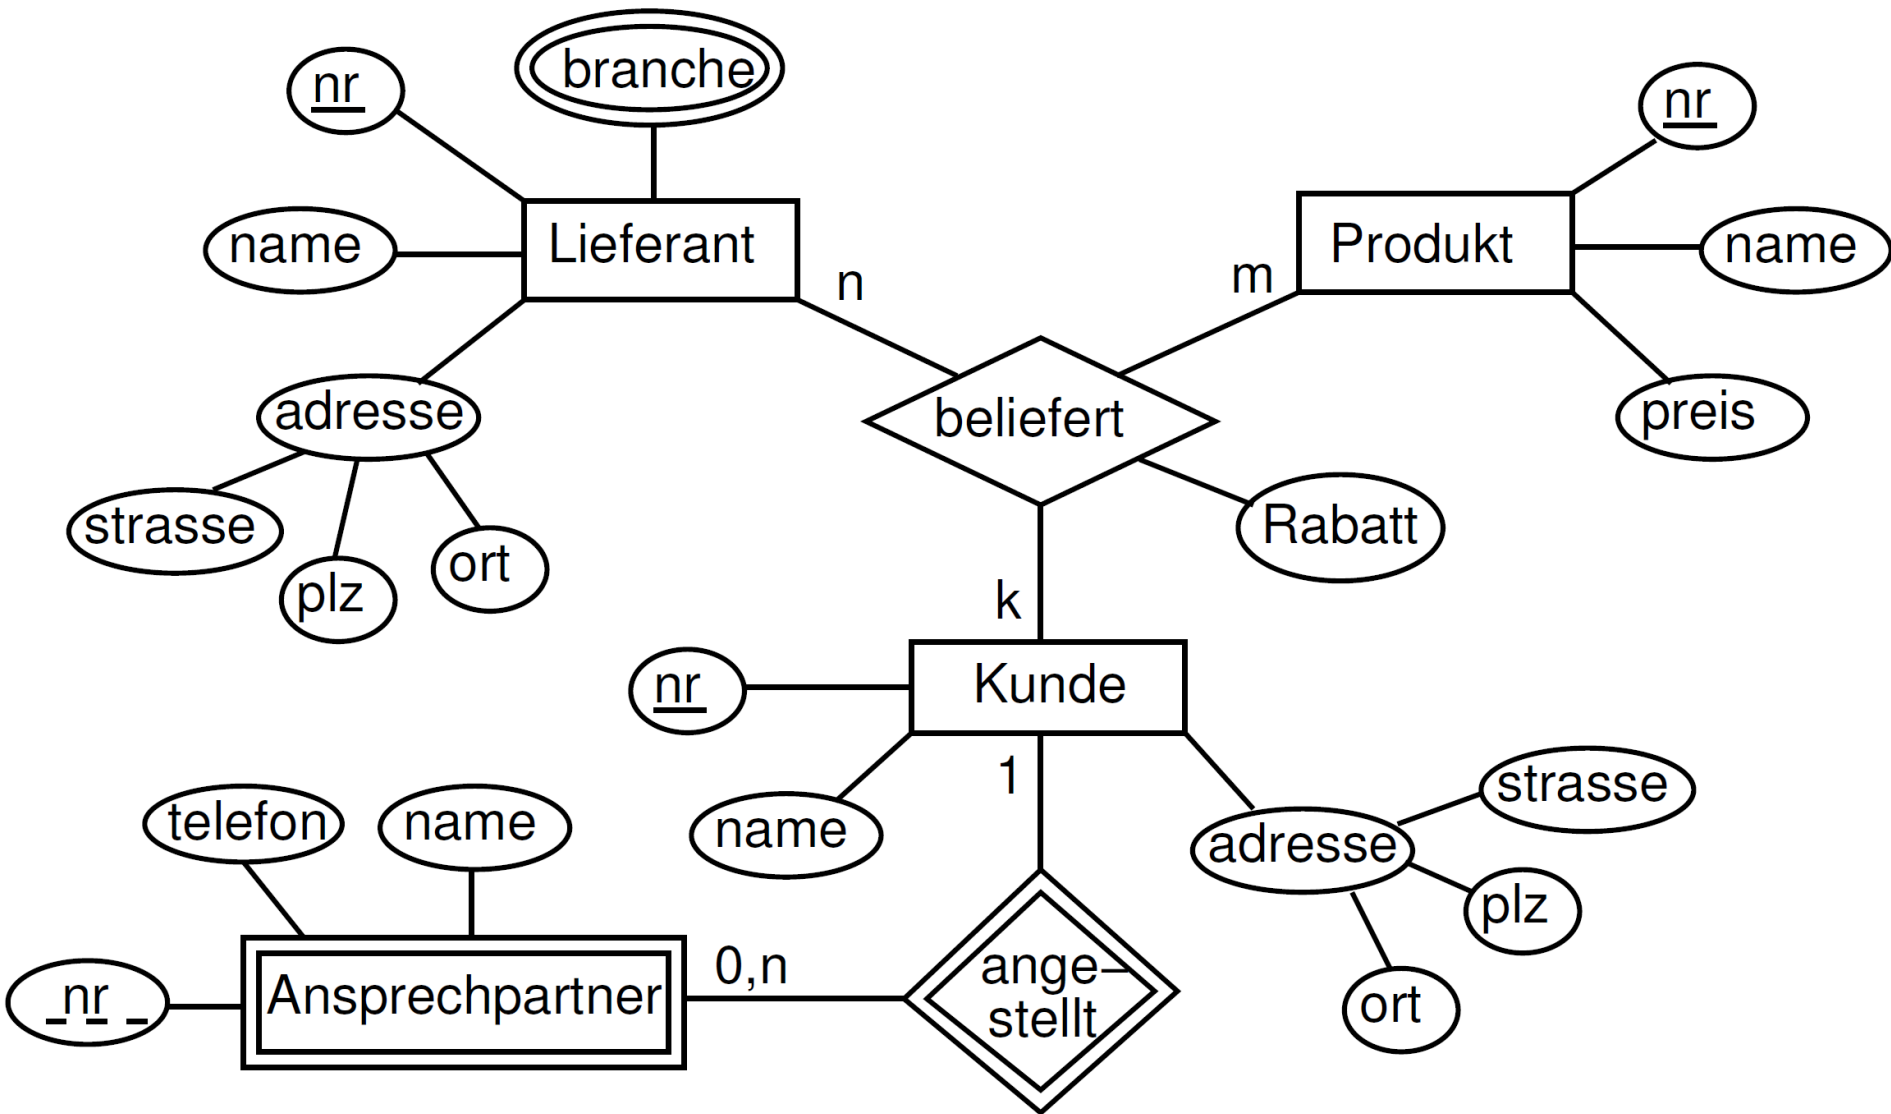 branche
nr
nr
name
Lieferant
Produkt
name
n
m
adresse
beliefert
preis
strasse
ort
plz
Rabatt
k
nr
Kunde
1
strasse
telefon
name
name
adresse
plz
nr
Ansprechpartner
0,n
ange–
stellt
ort